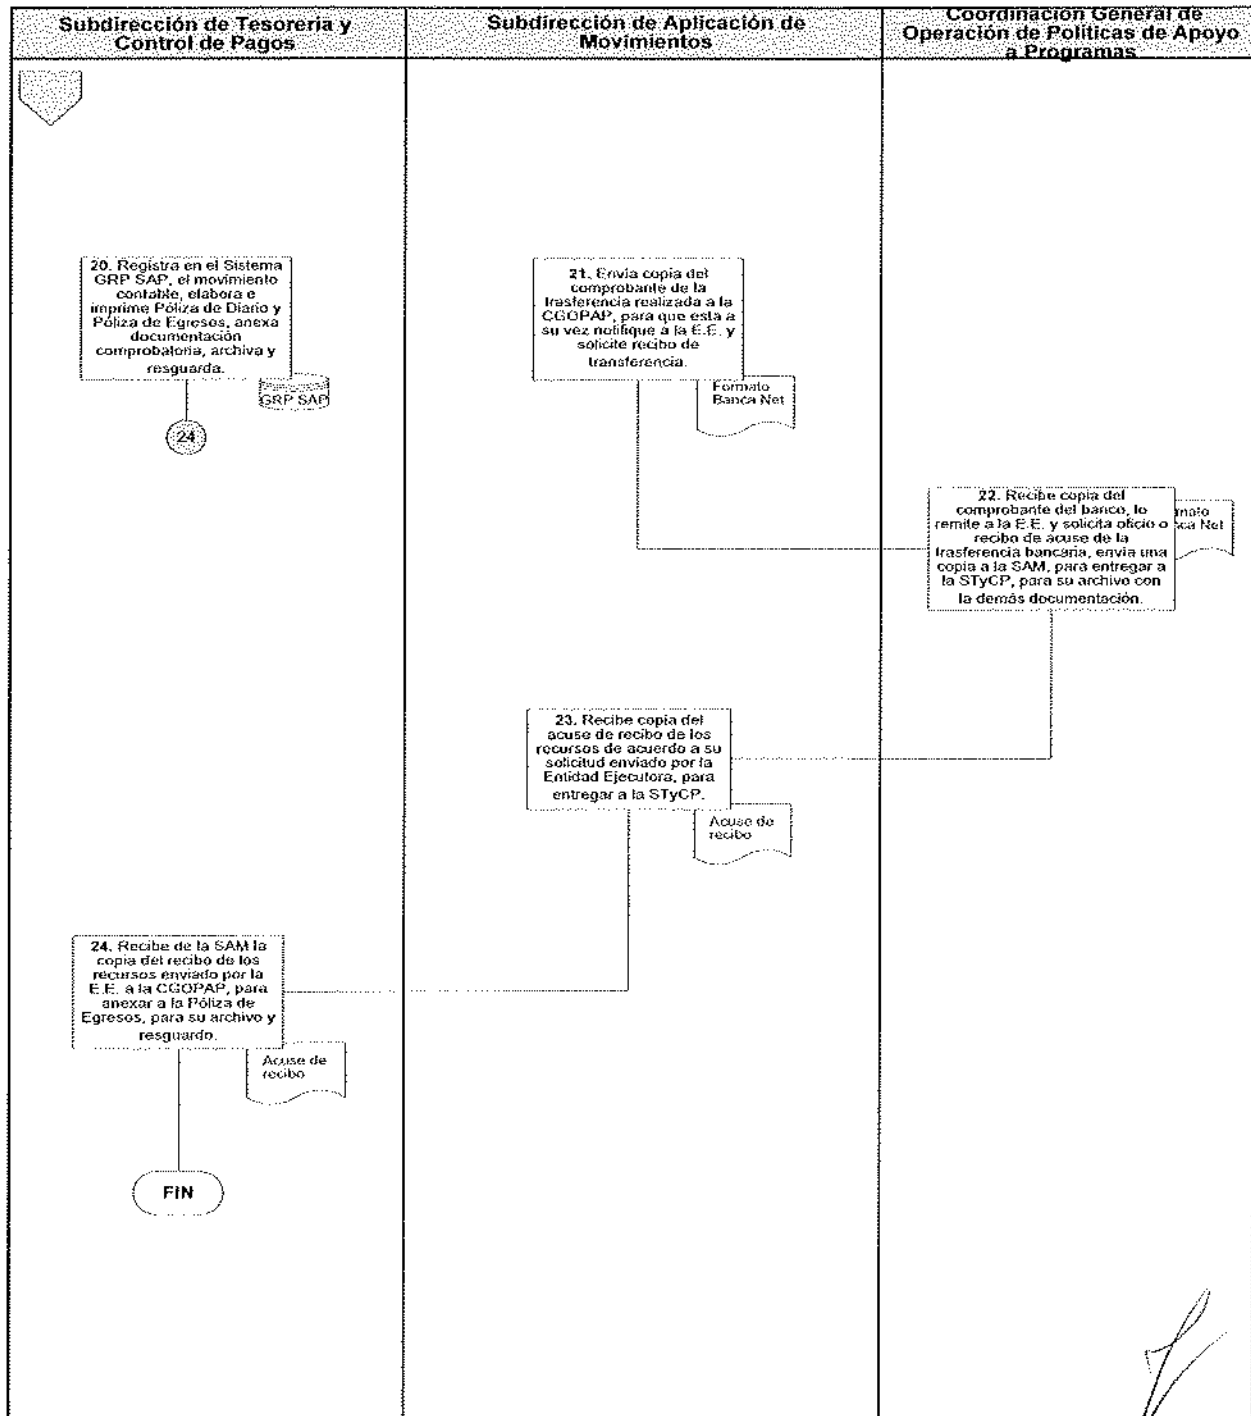 Subdirección de Tesorería y
Control de Pagos
Subdirección de Aplicación de
Movimientos
Coordinación General de
Operación de Políticas de Apoyo
a Programas
20. Registra en el Sistema
GRP SAP, el movimiento
contable, elabora e
imprime Póliza de Diario y
Póliza de Egresos, anexa
documentación
comprobatoria, archiva y
resguarda.
GRP SAP
24
21. Envía copia del
comprobante de la
trasferencia realizada a la
CGOPAP, para que esta a
su vez notifique a la E.E. y
solicite recibo de
transferencia.
Formato
Banca Net
22. Recibe copia del
comprobante del banco, lo
remite a la E.E. y solicita oficio o
recibo de acuse de la
trasferencia bancaria, envía una
copia a la SAM, para entregar a
la STyCP, para su archivo con
la demás documentación.
mato
ca Net
23. Recibe copia del
acuse de recibo de los
recursos de acuerdo a su
solicitud enviado por la
Entidad Ejecutora, para
entregar a la STyCP.
Acuse de
recibo
24. Recibe de la SAM la
copia del recibo de los
recursos enviado por la
E.E. a la CGOPAP, para
anexar a la Póliza de
Egresos, para su archivo y
resguardo.
Acuse de
recibo
FIN